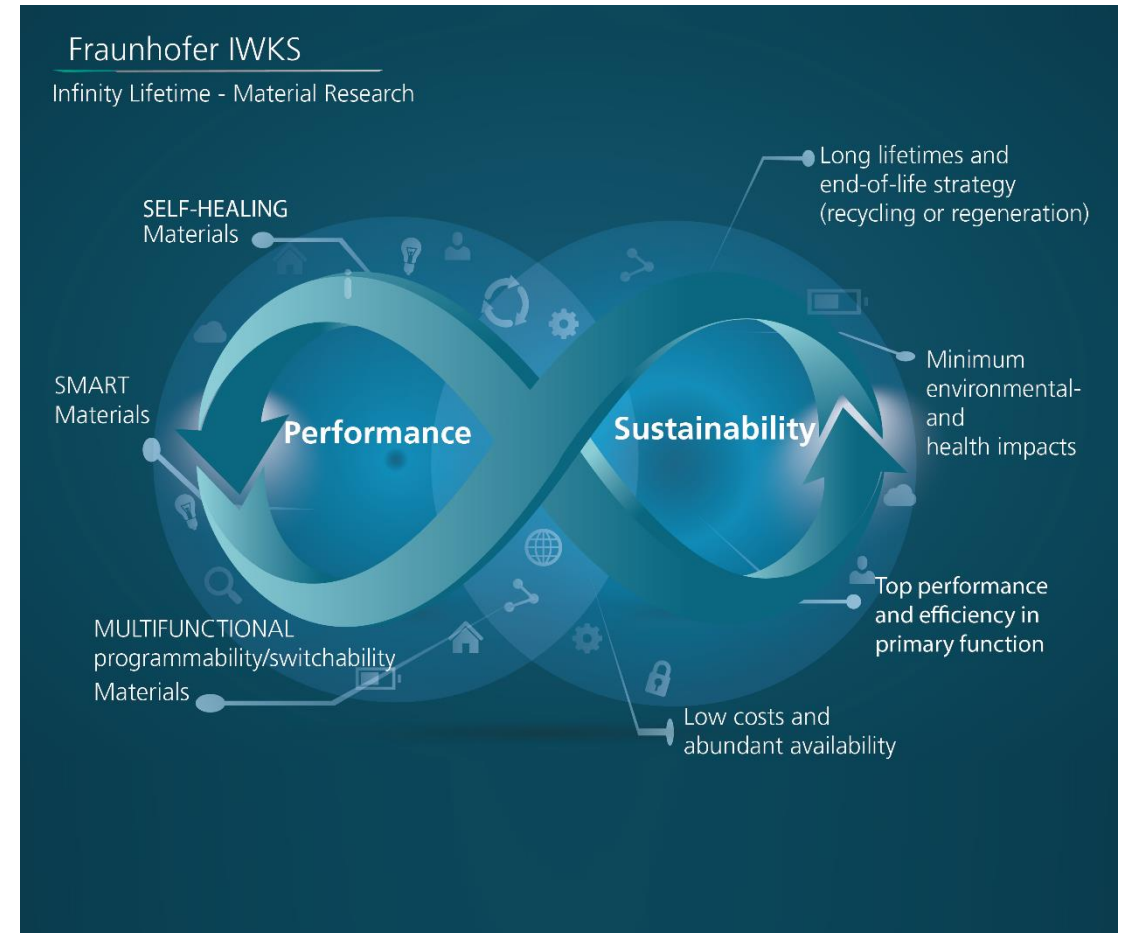 Fraunhofer IWKS
Infinity Lifetime - Material Research
Long lifetimes and
end-of-life strategy
(recycling or regeneration)
SELF-HEALING
Materials
SMART
Materials
Performance
Sustainability
Minimum
environmental-
and
health impacts
Top performance
and efficiency in
primary function
MULTIFUNCTIONAL
programmability/switchability
Materials
Low costs and
abundant availability